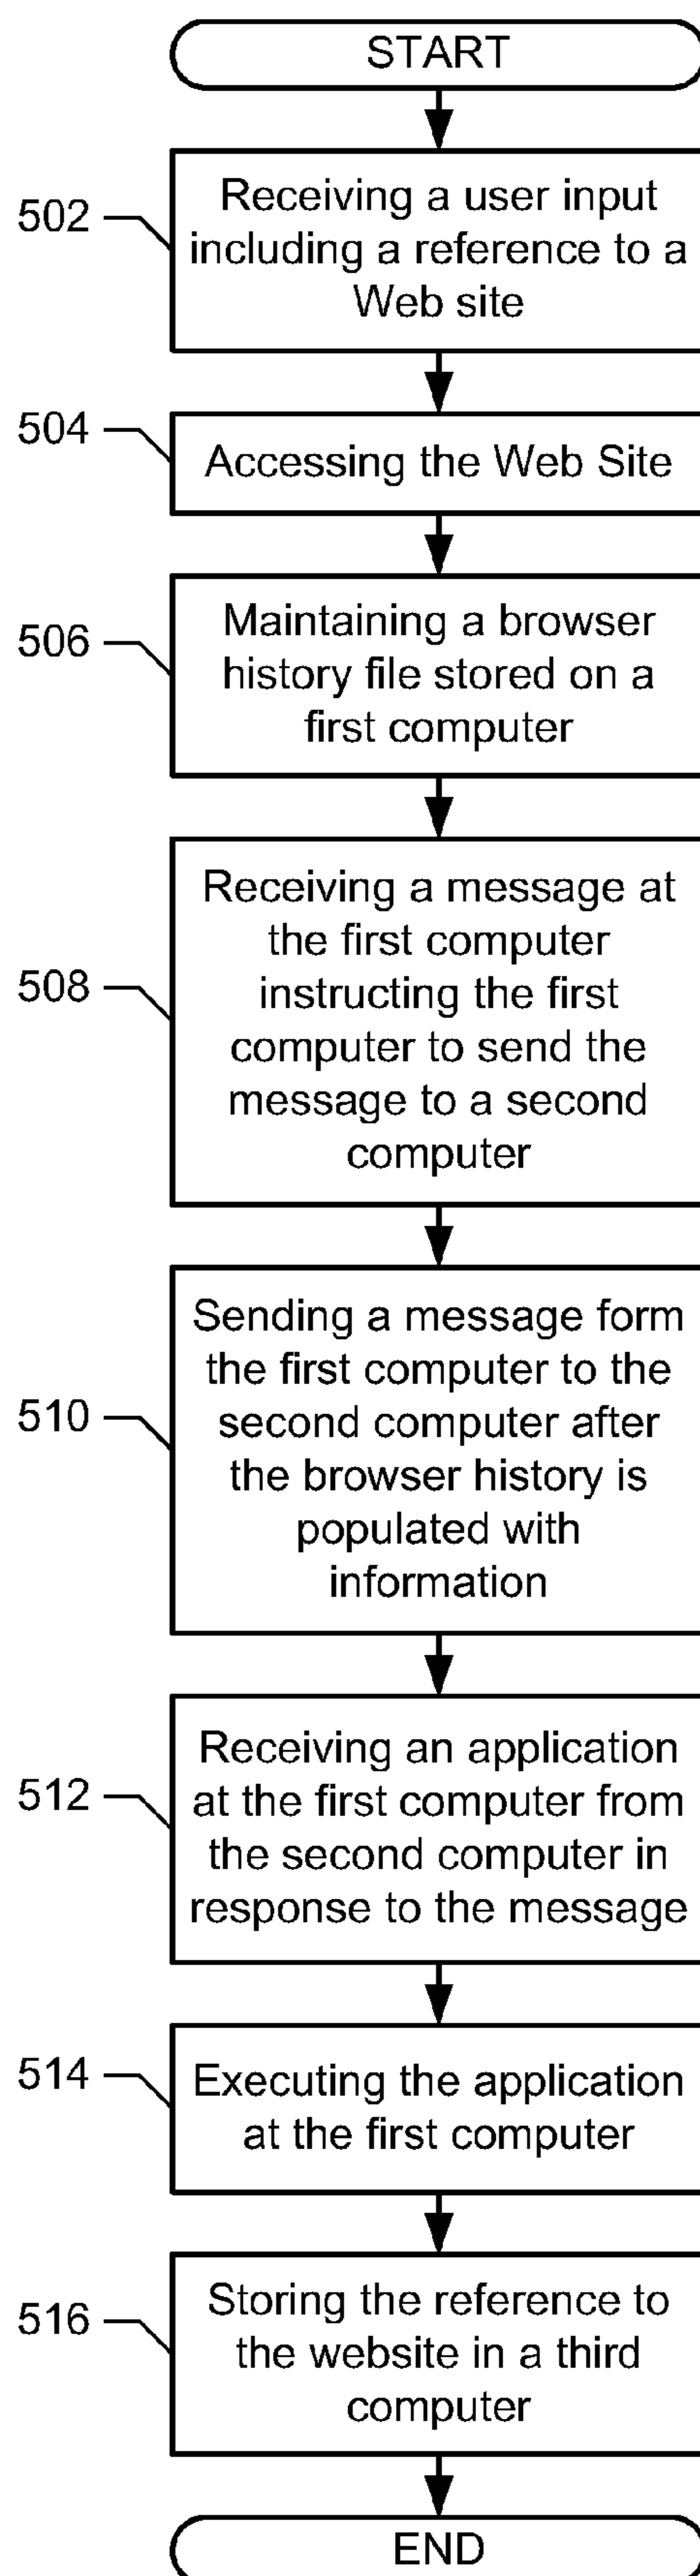 START
502
Receiving a user input
including a reference to a
Web site
504
Accessing the Web Site
506
Maintaining a browser
history file stored on a
first computer
508
Receiving a message at
the first computer
instructing the first
computer to send the
message to a second
computer
510
Sending a message form
the first computer to the
second computer after
the browser history is
populated with
information
512
Receiving an application
at the first computer from
the second computer in
response to the message
514
Executing the application
at the first computer
516
Storing the reference to
the website in a third
computer
END